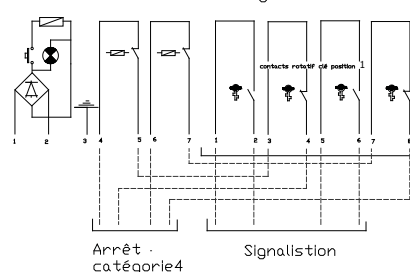 contacts rotatif clé position 1
1 2 3 4 5 6 7 1 2 3 4 5 6 7 8
Arrêt . Signalistion
catégorie4